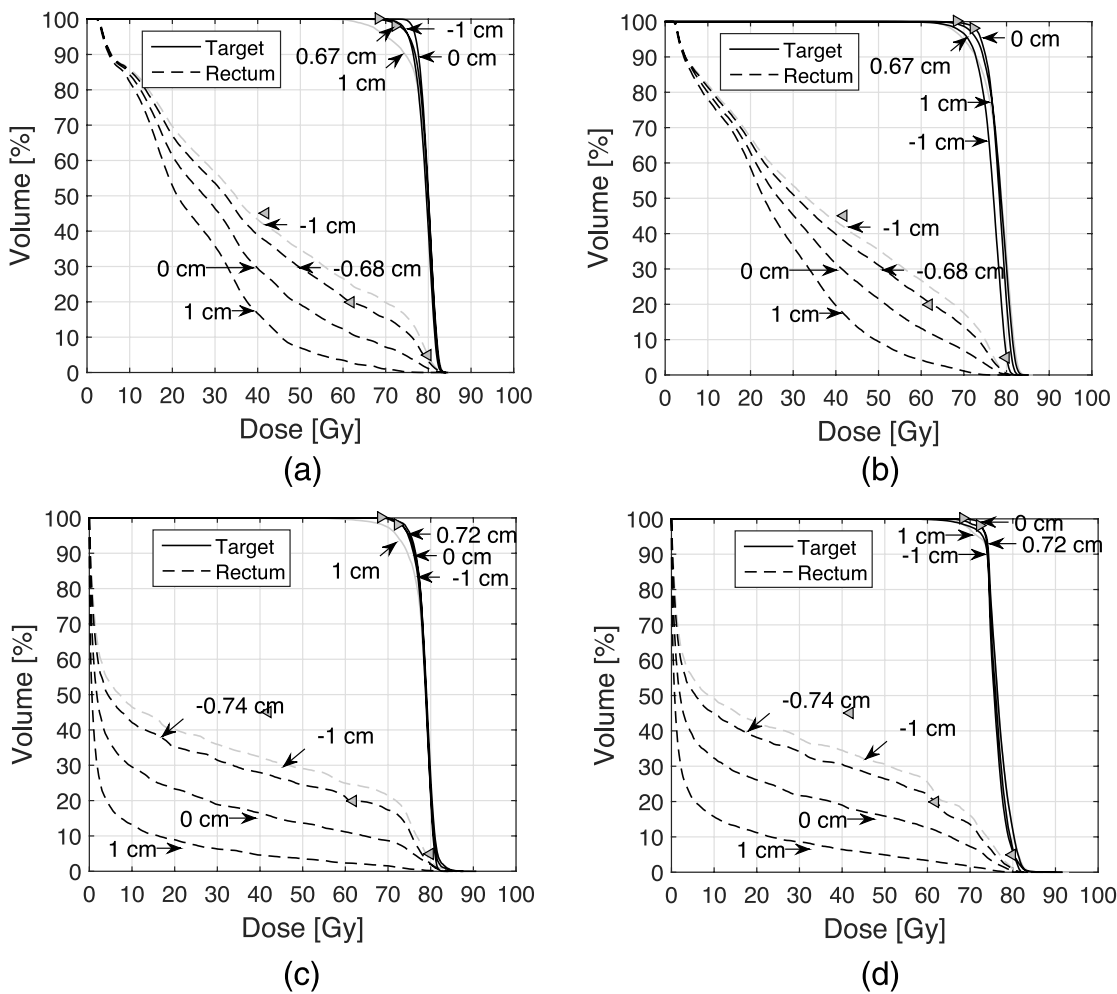 100
90
80
70
60
50
40
30
20
10
0
Volume [%]
Target
Rectum
0.67 cm
1 cm
-1 cm
0 cm
-1 cm
-0.68 cm
0 cm
1 cm
0 10 20 30 40 50 60 70 80 90 100
Dose [Gy]
(a)
100
90
80
70
60
50
40
30
20
10
0
Volume [%]
Target
Rectum
0 cm
0.67 cm
1 cm
-1 cm
-1 cm
-0.68 cm
0 cm
1 cm
0 10 20 30 40 50 60 70 80 90 100
Dose [Gy]
(b)
100
90
80
70
60
50
40
30
20
10
0
Volume [%]
Target
Rectum
0.72 cm
0 cm
-1 cm
1 cm
-0.74 cm
-1 cm
0 cm
1 cm
0 10 20 30 40 50 60 70 80 90 100
Dose [Gy]
(c)
100
90
80
70
60
50
40
30
20
10
0
Volume [%]
Target
Rectum
0 cm
1 cm
0.72 cm
-1 cm
-0.74 cm
-1 cm
0 cm
1 cm
0 10 20 30 40 50 60 70 80 90 100
Dose [Gy]
(d)